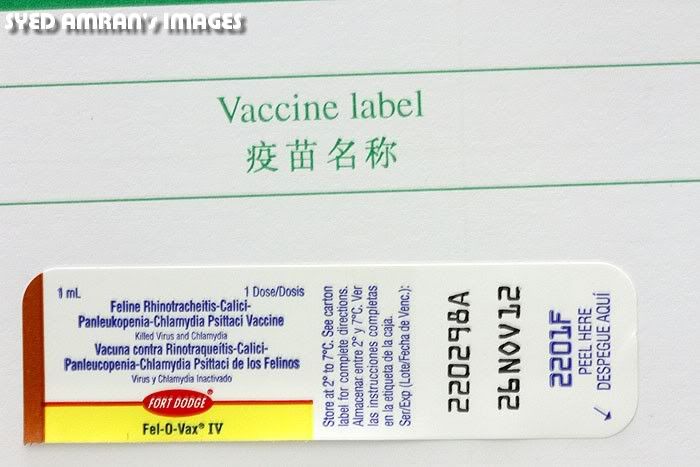 SYED AMRAN's IMAGES
Vaccine label
疫苗名称
1 mL 1 Dose/Dosis
Feline Rhinotracheitis-Calici-
Panleukopenia-Chlamydia Psittaci Vaccine
Killed Virus and Chlamydia
Vacuna contra Rinotraqueítis-Calici-
Panleucopenia-Chlamydia Psittaci de los Felinos
Virus y Chlamydia Inactivado
FORT DODGE®
Fel-O-Vax® IV
Store at 2° to 7°C. See carton
label for complete directions.
Almacenar entre 2° y 7°C. Ver
las instrucciones completas
en la etiqueta de la caja.
Ser/Exp (Lote/Fecha de Venc.):
220298A
26NOV12
2201F
PEEL HERE
DESPEGUE AQUÍ